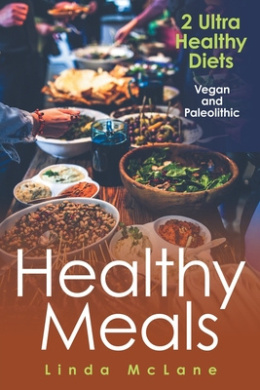 2 Ultra
Healthy
Diets
Vegan
and
Paleolithic
Healthy
Meals
Linda McLane